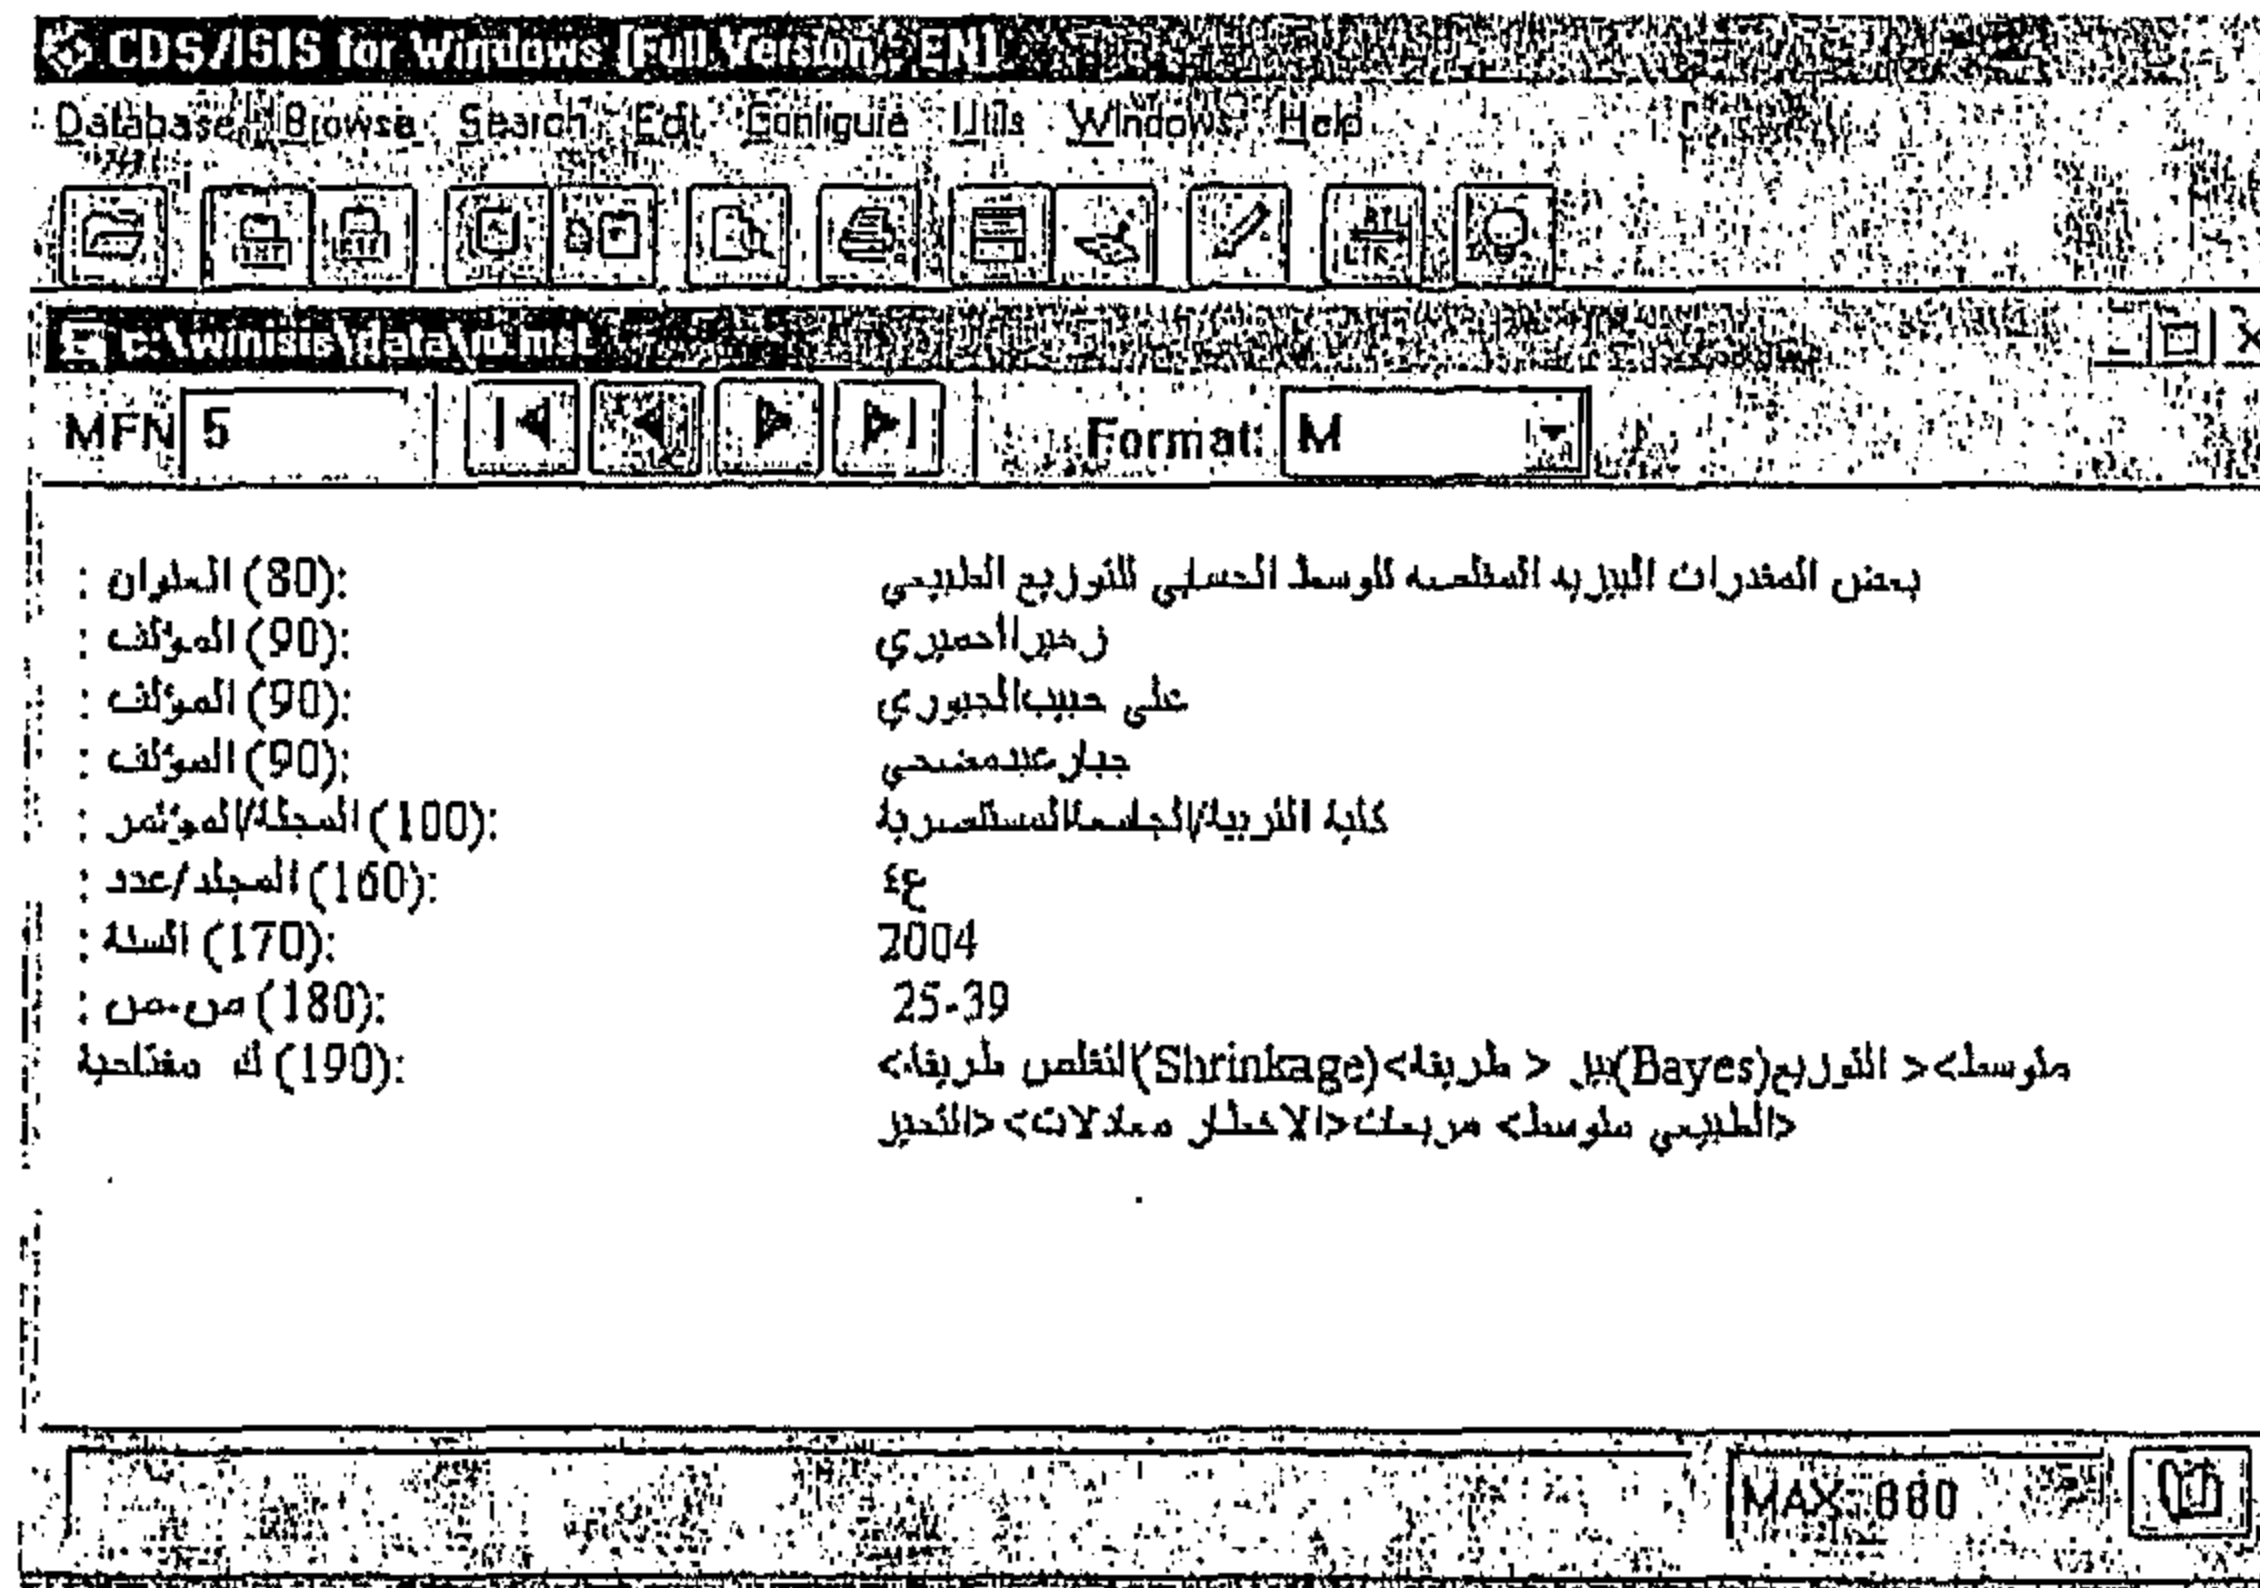 CDS/ISIS for Windows [Full Version - EN]
Database Browse Search Edit Configure Utils Windows Help
c:\winisis\data\m.mst
MFN 5 Format: M
العنوان (80): بعض المقدرات البيزيه المتقلصه للوسط الحسابي للتوزيع الطبيعي
المؤلف (90): زهير الحميري
المؤلف (90): علي حبيب الجبوري
المؤلف (90): جبار عبد مضحي
المجلة/المؤتمر (100): كلية التربية/الجامعة المستنصرية
المجلد/عدد (160): ع٤
السنة (170): 2004
ص-ص (180): 25-39
ك مفتاحية (190): <طريقة التقلص(Shrinkage)><طريقة بيز(Bayes)><متوسط التوزيع
الطبيعي><متوسط مربعات الاخطاء><معادلات التحيز>
MAX: 880